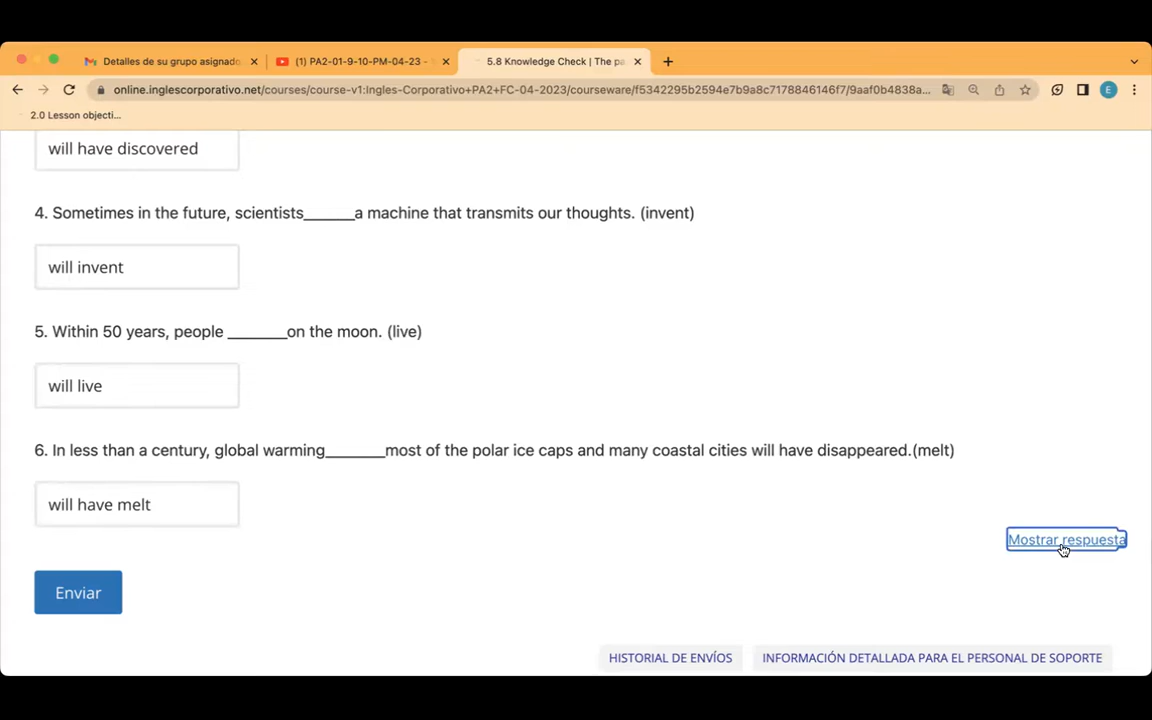 Detalles de su grupo asignado
(1) PA2-01-9-10-PM-04-23 -
5.8 Knowledge Check | The pa
online.inglescorporativo.net/courses/course-v1:Ingles-Corporativo+PA2+FC-04-2023/courseware/f5342295b2594e7b9a8c7178846146f7/9aaf0b4838a...
E
2.0 Lesson objecti...
will have discovered
4. Sometimes in the future, scientists______a machine that transmits our thoughts. (invent)
will invent
5. Within 50 years, people _______on the moon. (live)
will live
6. In less than a century, global warming_______most of the polar ice caps and many coastal cities will have disappeared.(melt)
will have melt
Mostrar respuesta
Enviar
HISTORIAL DE ENVÍOS
INFORMACIÓN DETALLADA PARA EL PERSONAL DE SOPORTE